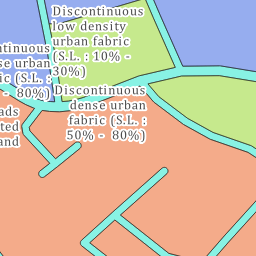 Discontinuous
low density
urban fabric
(S.L. : 10% -
30%)
ntinuous
se urban
ic (S.L. :
- 80%)
Discontinuous
dense urban
fabric (S.L. :
50% - 80%)
ads
ted
and